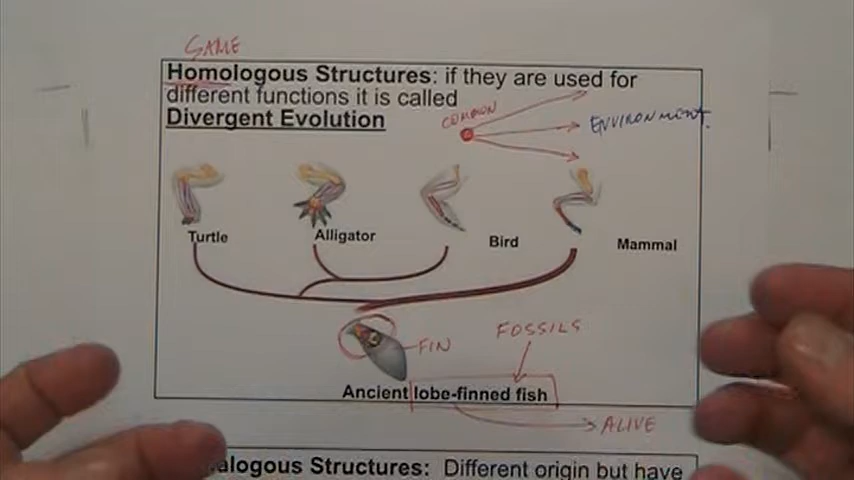 SAME
Homologous Structures: if they are used for
different functions it is called
Divergent Evolution
COMMON
ENVIRONMENT.
Turtle
Alligator
Bird
Mammal
FIN
FOSSILS
Ancient lobe-finned fish
ALIVE
alogous Structures: Different origin but have